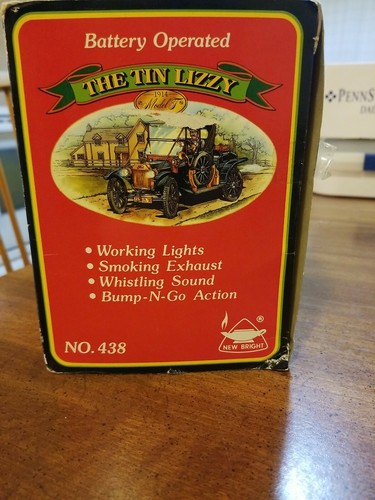 Battery Operated
THE TIN LIZZY
1914
Model T
• Working Lights
• Smoking Exhaust
• Whistling Sound
• Bump-N-Go Action
NO. 438
®
NEW BRIGHT